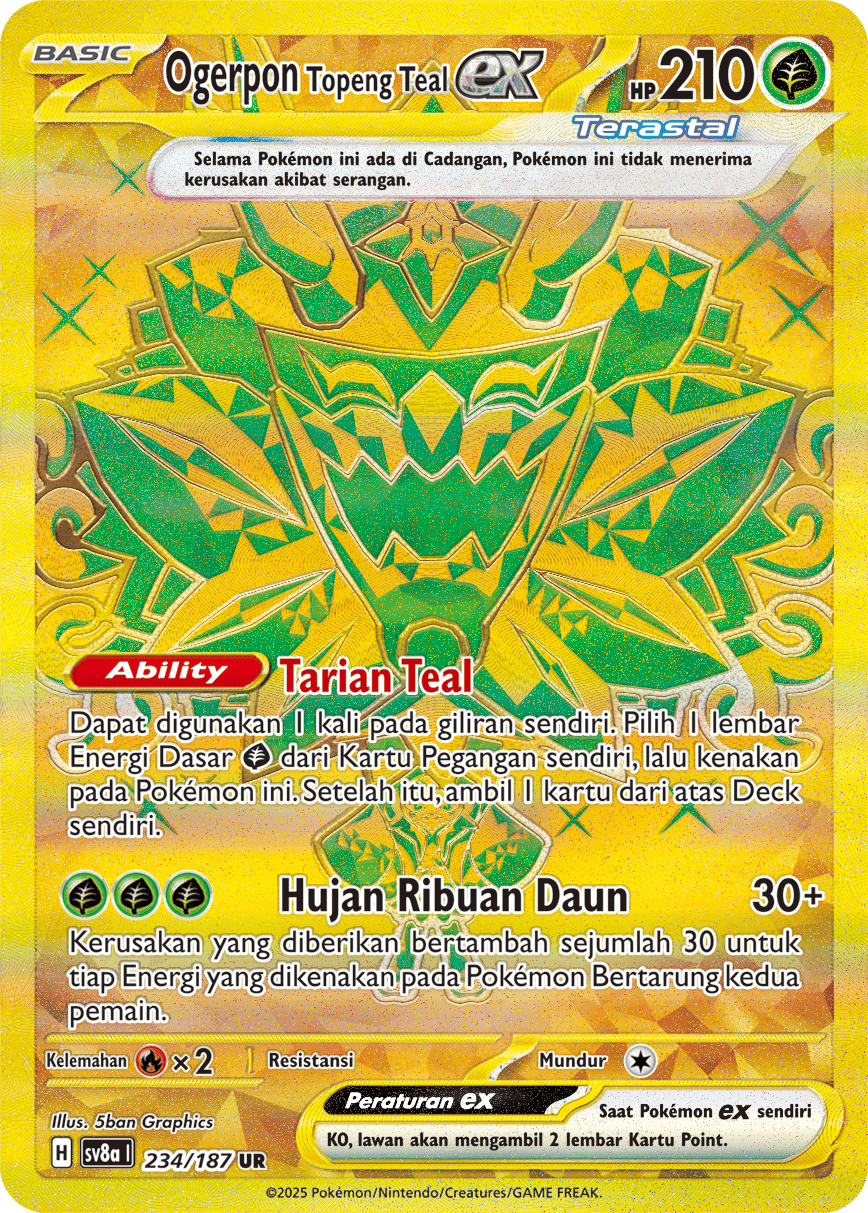 BASIC
Ogerpon Topeng Teal ex HP 210
Terastal
Selama Pokémon ini ada di Cadangan, Pokémon ini tidak menerima
kerusakan akibat serangan.
Ability Tarian Teal
Dapat digunakan 1 kali pada giliran sendiri. Pilih 1 lembar
Energi Dasar dari Kartu Pegangan sendiri, lalu kenakan
pada Pokémon ini. Setelah itu, ambil 1 kartu dari atas Deck
sendiri.
Hujan Ribuan Daun 30+
Kerusakan yang diberikan bertambah sejumlah 30 untuk
tiap Energi yang dikenakan pada Pokémon Bertarung kedua
pemain.
Kelemahan ×2 Resistansi Mundur
Peraturan ex Saat Pokémon ex sendiri
KO, lawan akan mengambil 2 lembar Kartu Point.
Illus. 5ban Graphics
H sv8a I 234/187 UR
©2025 Pokémon/Nintendo/Creatures/GAME FREAK.